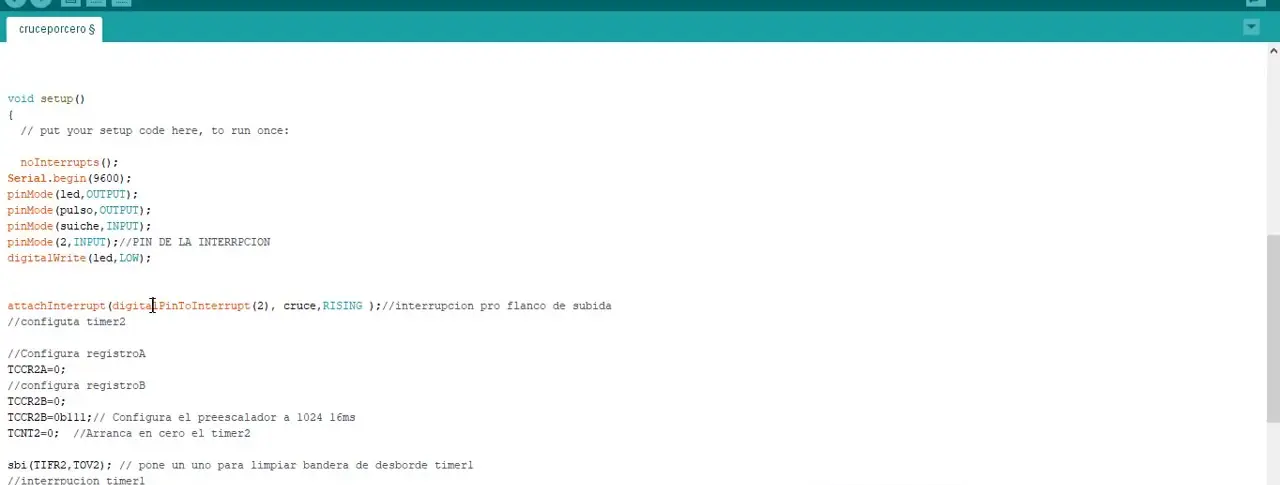 cruceporcero §
void setup()
{
// put your setup code here, to run once:
noInterrupts();
Serial.begin(9600);
pinMode(led,OUTPUT);
pinMode(pulso,OUTPUT);
pinMode(suiche,INPUT);
pinMode(2,INPUT);//PIN DE LA INTERRPCION
digitalWrite(led,LOW);
attachInterrupt(digitalPinToInterrupt(2), cruce,RISING );//interrupcion pro flanco de subida
//configuta timer2
//Configura registroA
TCCR2A=0;
//configura registroB
TCCR2B=0;
TCCR2B=0b111;// Configura el preescalador a 1024 16ms
TCNT2=0;  //Arranca en cero el timer2
sbi(TIFR2,TOV2); // pone un uno para limpiar bandera de desborde timer1
//interrpucion timer1